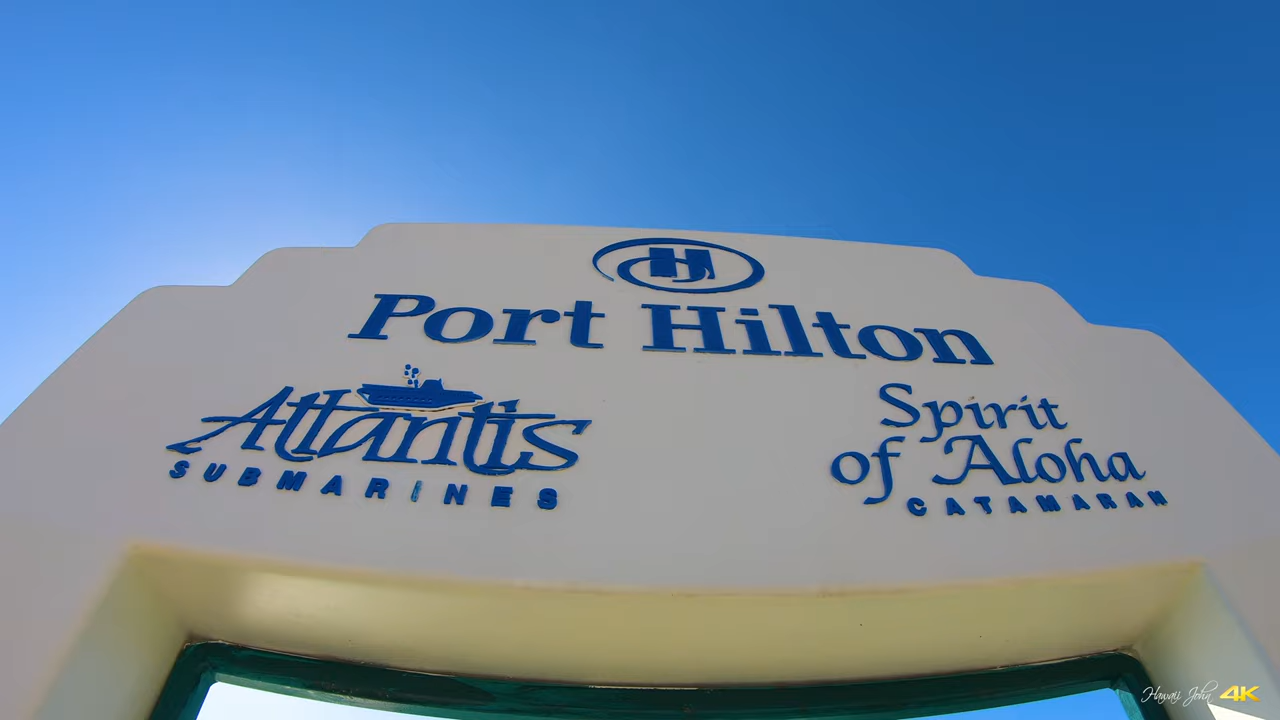 H
Port Hilton
Atlantis
SUBMARINES
Spirit
of Aloha
CATAMARAN
Hawaii John 4K